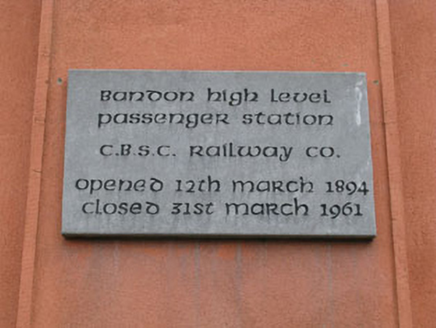 Bandon high level
passenger station
C.B.S.C. Railway Co.
opened 12th march 1894
closed 31st march 1961